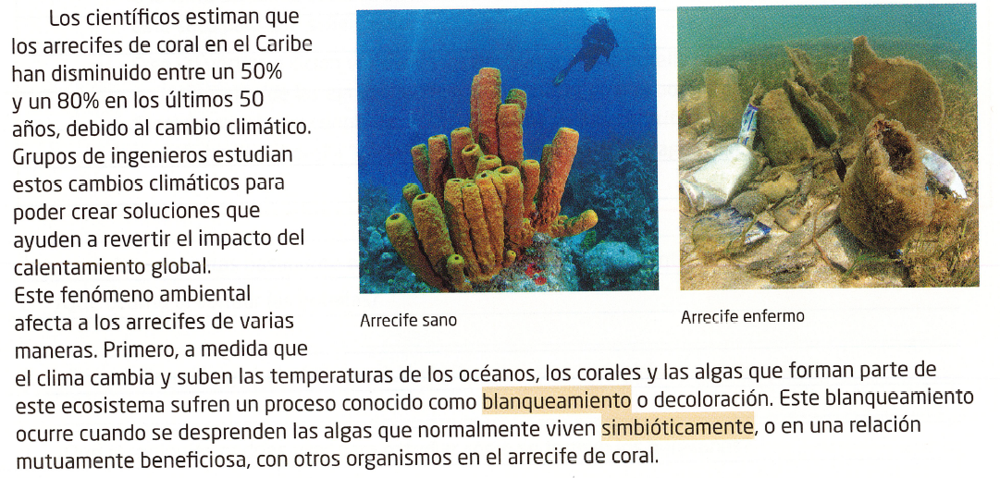 Los científicos estiman que
los arrecifes de coral en el Caribe
han disminuido entre un 50%
y un 80% en los últimos 50
años, debido al cambio climático.
Grupos de ingenieros estudian
estos cambios climáticos para
poder crear soluciones que
ayuden a revertir el impacto del
calentamiento global.
Este fenómeno ambiental
afecta a los arrecifes de varias
maneras. Primero, a medida que
el clima cambia y suben las temperaturas de los océanos, los corales y las algas que forman parte de
este ecosistema sufren un proceso conocido como blanqueamiento o decoloración. Este blanqueamiento
ocurre cuando se desprenden las algas que normalmente viven simbióticamente, o en una relación
mutuamente beneficiosa, con otros organismos en el arrecife de coral.
Arrecife sano
Arrecife enfermo